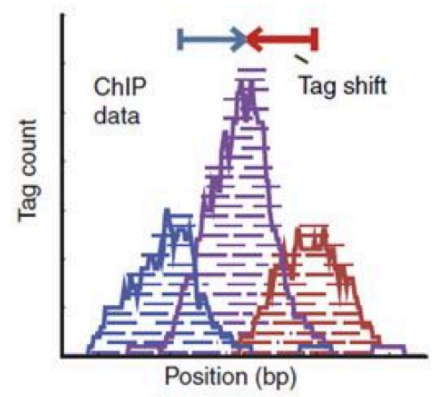 ChIP
data
Tag shift
Tag count
Position (bp)